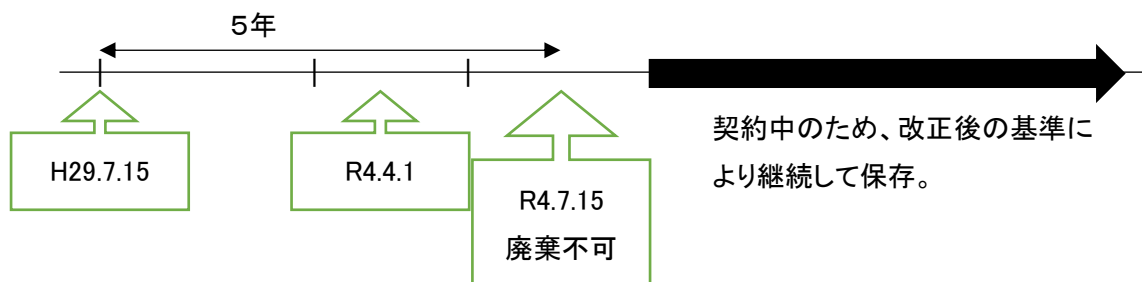 5年
H29.7.15
R4.4.1
R4.7.15
廃棄不可
契約中のため、改正後の基準に
より継続して保存。